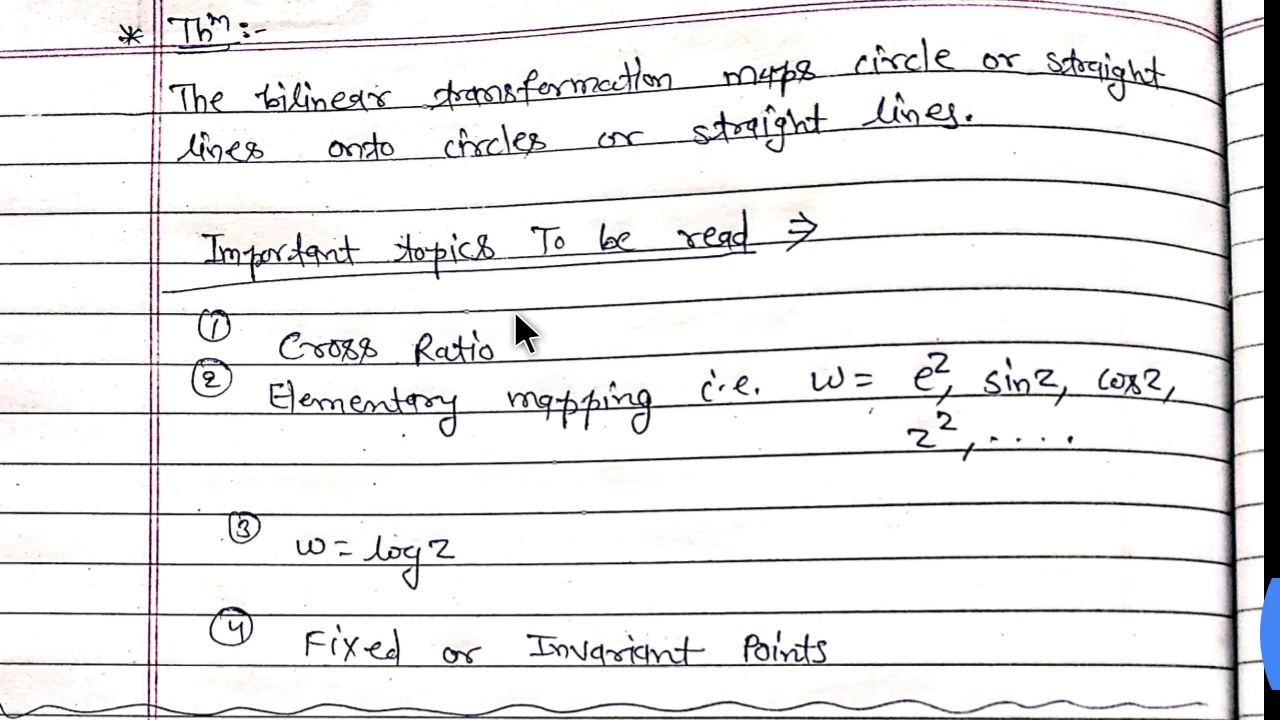 * Thᵐ :-
The bilinear transformation maps circle or straight
lines onto circles or straight lines.
Important topics To be read ⇒
① Cross Ratio
② Elementary mapping i.e. w = eᶻ, sin z, cos z,
z², ....
③ w = log z
④ Fixed or Invariant Points